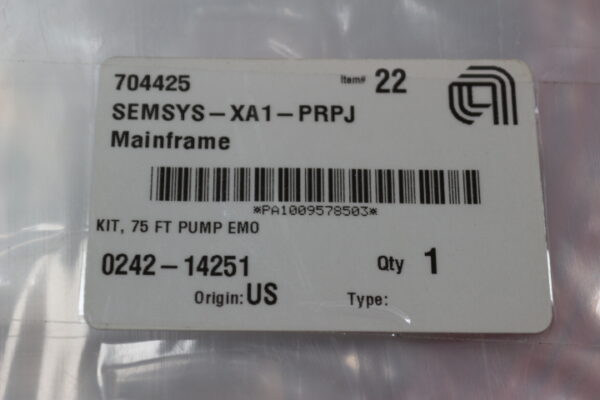 704425 Item# 22
SEMSYS-XA1-PRPJ
Mainframe
*PA1009578503*
KIT, 75 FT PUMP EMO
0242-14251 Qty 1
Origin: US Type: